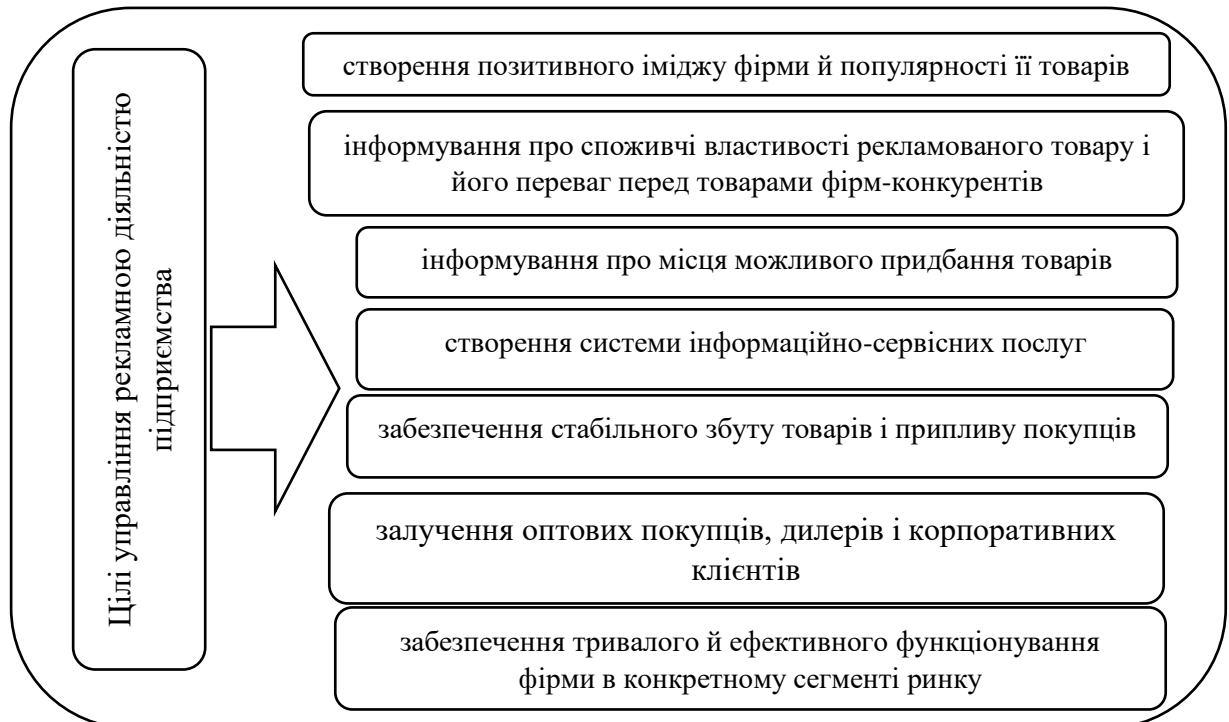 Цілі управління рекламною діяльністю
підприємства
створення позитивного іміджу фірми й популярності її товарів
інформування про споживчі властивості рекламованого товару і
його переваг перед товарами фірм-конкурентів
інформування про місця можливого придбання товарів
створення системи інформаційно-сервісних послуг
забезпечення стабільного збуту товарів і припливу покупців
залучення оптових покупців, дилерів і корпоративних
клієнтів
забезпечення тривалого й ефективного функціонування
фірми в конкретному сегменті ринку